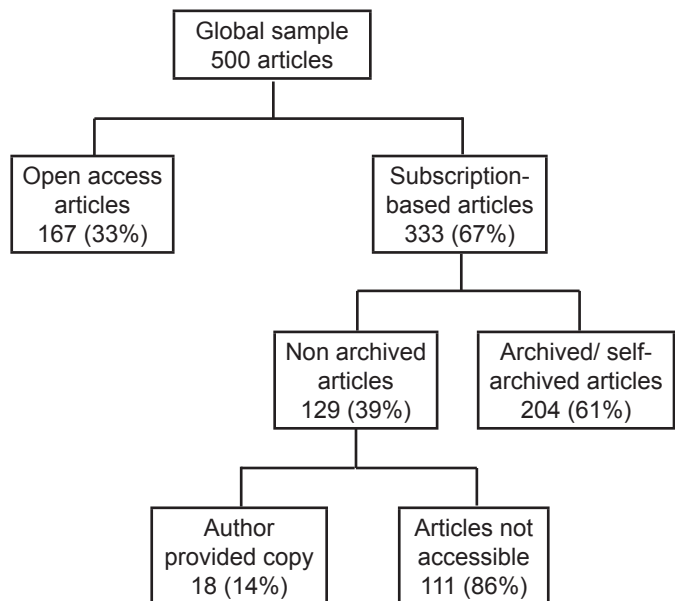 Global sample
500 articles
Open access
articles
167 (33%)
Subscription-
based articles
333 (67%)
Non archived
articles
129 (39%)
Archived/ self-
archived articles
204 (61%)
Author
provided copy
18 (14%)
Articles not
accessible
111 (86%)